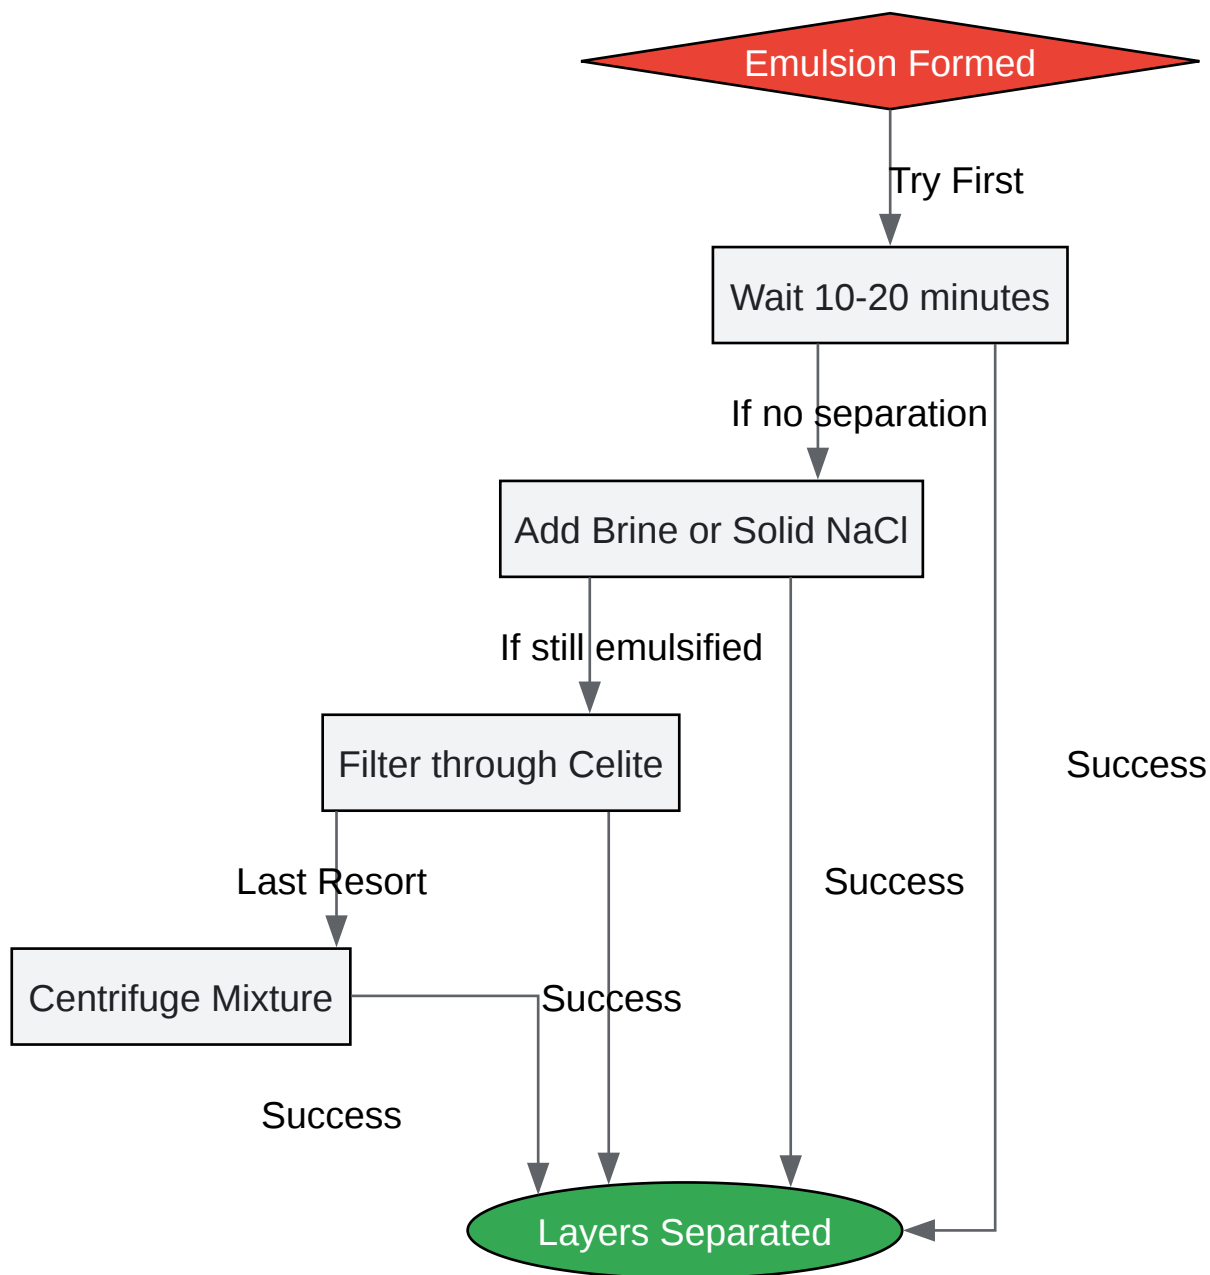 Emulsion Formed
Try First
Wait 10-20 minutes
If no separation
Add Brine or Solid NaCl
If still emulsified
Filter through Celite
Success
Last Resort
Success
Centrifuge Mixture
Success
Success
Layers Separated